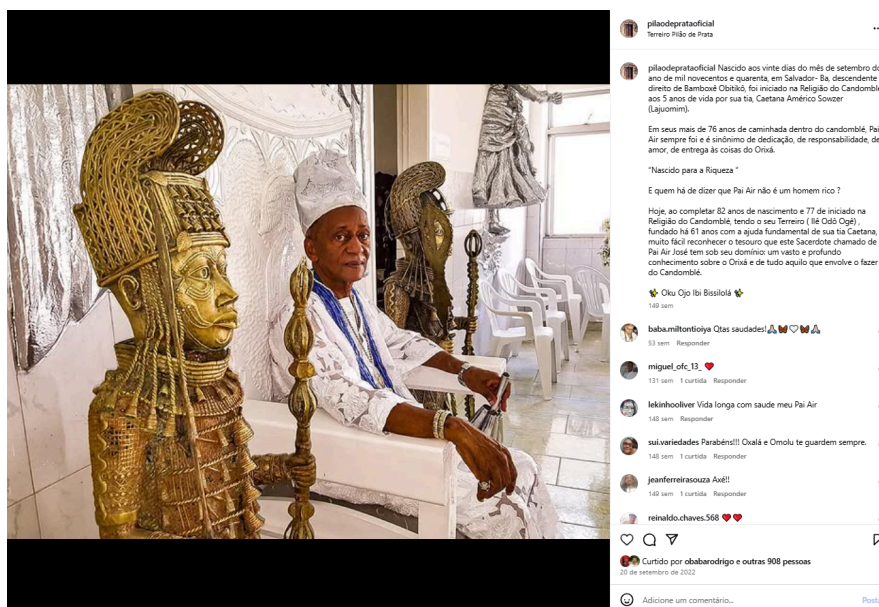 pilaodeprataoficial
Terreiro Pilão de Prata
pilaodeprataoficial Nascido aos vinte dias do mês de setembro do
ano de mil novecentos e quarenta, em Salvador- Ba, descendente
direito de Bamboxê Obitikó, foi iniciado na Religião do Candomblé
aos 5 anos de vida por sua tia, Caetana Américo Sowzer
(Lajuomim).
Em seus mais de 76 anos de caminhada dentro do candomblé, Pai
Air sempre foi e é sinônimo de dedicação, de responsabilidade, de
amor, de entrega às coisas do Orixá.
"Nascido para a Riqueza "
E quem há de dizer que Pai Air não é um homem rico ?
Hoje, ao completar 82 anos de nascimento e 77 de iniciado na
Religião do Candomblé, tendo o seu Terreiro ( Ilê Odô Ogê) ,
fundado há 61 anos com a ajuda fundamental de sua tia Caetana,
muito fácil reconhecer o tesouro que este Sacerdote chamado de
Pai Air José tem sob seu domínio: um vasto e profundo
conhecimento sobre o Orixá e de tudo aquilo que envolve o fazer
do Candomblé.
Oku Ojo Ibi Bissilolá
149 sem
baba.miltontioiya Qtas saudades!
53 sem Responder
miguel_ofc_13_
131 sem 1 curtida Responder
lekinhooliver Vida longa com saude meu Pai Air
148 sem Responder
sui.variedades Parabéns!!! Oxalá e Omolu te guardem sempre.
148 sem 1 curtida Responder
jeanferreirasouza Axé!!
149 sem 1 curtida Responder
reinaldo.chaves.568
Curtido por obabarodrigo e outras 908 pessoas
20 de setembro de 2022
Adicione um comentário...